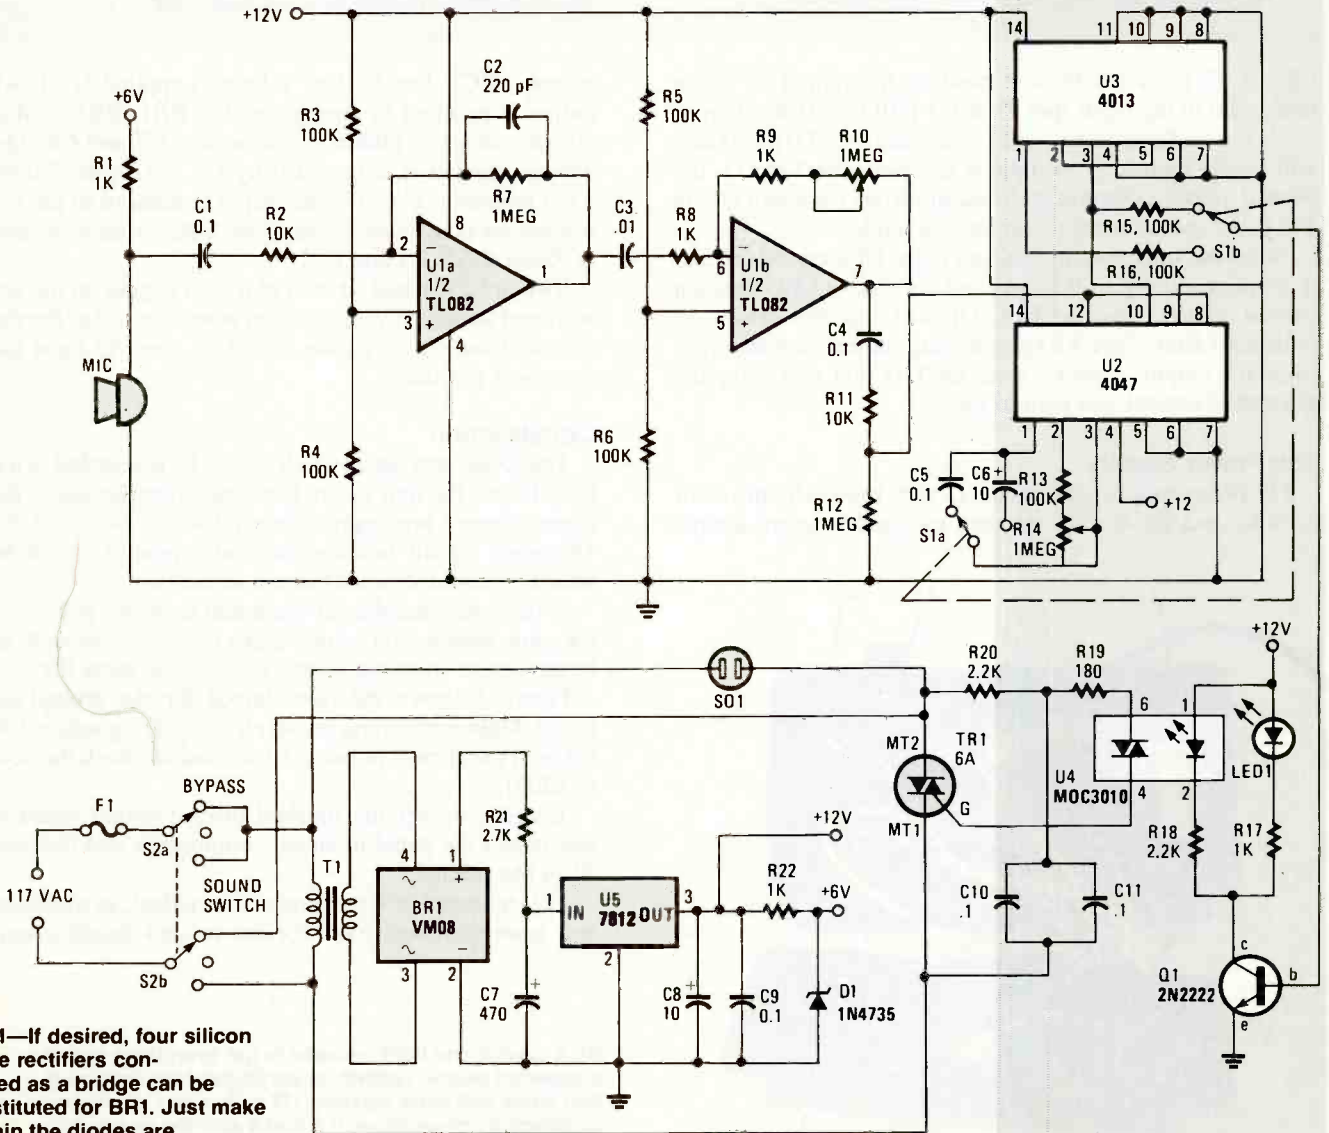 +12V
+6V
R1
1K
MIC
C1
0.1
R2
10K
R3
100K
R4
100K
C2
220 pF
R7
1MEG
2
3
8
4
1
−
+
U1a
1/2
TL082
C3
.01
R5
100K
R6
100K
R8
1K
R9
1K
R10
1MEG
6
5
7
−
+
U1b
1/2
TL082
C4
0.1
R11
10K
R12
1MEG
14
11
10
9
8
U3
4013
1
2
3
4
5
6
7
R15, 100K
R16, 100K
S1b
14
12
10
9
8
U2
4047
1
2
3
4
5
6
7
C5
0.1
C6
+
10
R13
100K
R14
1MEG
+12
S1a
117 VAC
F1
S2a
BYPASS
SOUND
SWITCH
S2b
T1
4
1
~
+
BR1
VM08
~
−
3
2
R21
2.7K
C7
470
+
1
IN
U5
7812
OUT
3
2
C8
10
+
C9
0.1
+12V
R22
1K
+6V
D1
1N4735
SO1
MT2
TR1
6A
G
MT1
R20
2.2K
R19
180
6
1
U4
MOC3010
4
2
C10
.1
C11
.1
R18
2.2K
R17
1K
+12V
LED1
Q1
2N2222
c
b
e
1—If desired, four silicon
e rectifiers con-
ed as a bridge can be
stituted for BR1. Just make
ain the diodes are